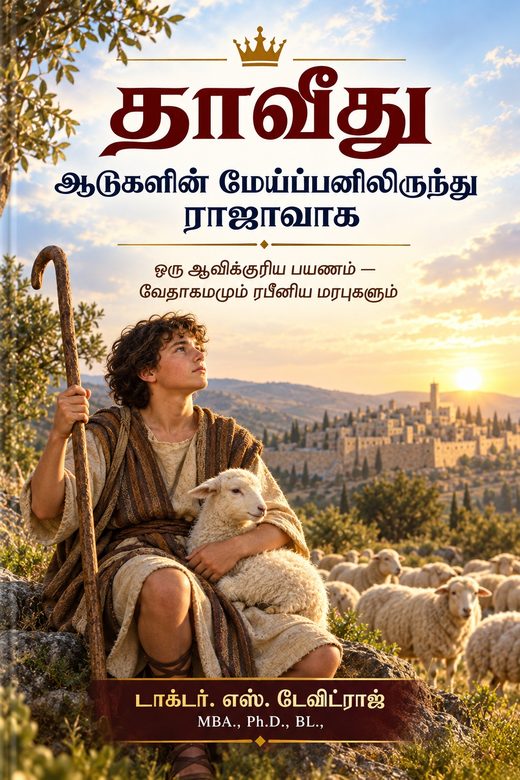 தாவீது
ஆடுகளின் மேய்ப்பனிலிருந்து
ராஜாவாக
ஒரு ஆவிக்குரிய பயணம் —
வேதாகமமும் ரபீனிய மரபுகளும்
டாக்டர். எஸ். டேவிட்ராஜ்
MBA., Ph.D., BL.,